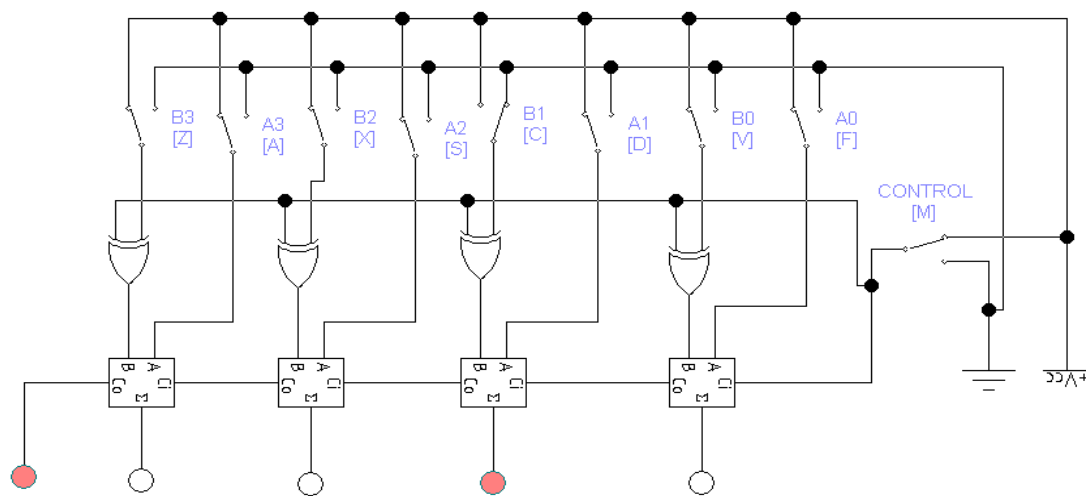 B3
[Z]
A3
[A]
B2
[X]
A2
[S]
B1
[C]
A1
[D]
B0
[V]
A0
[F]
CONTROL
[M]
B A
Co Ci
Σ
B A
Co Ci
Σ
B A
Co Ci
Σ
B A
Co Ci
Σ
+Vcc